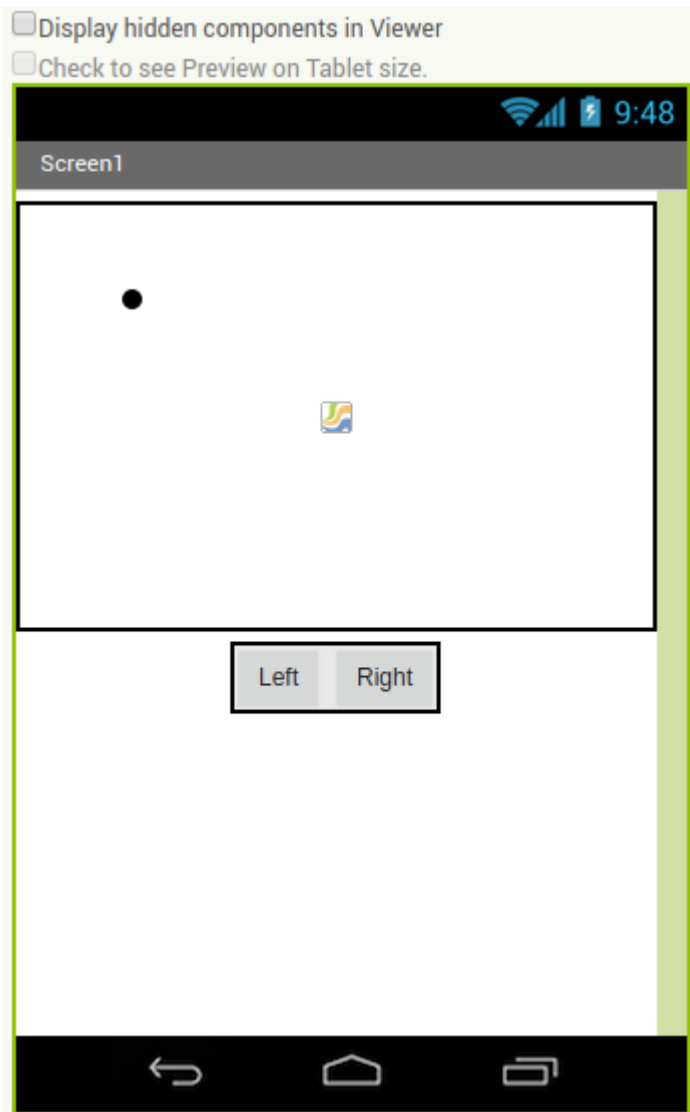 Display hidden components in Viewer
Check to see Preview on Tablet size.
9:48
Screen1
Left Right